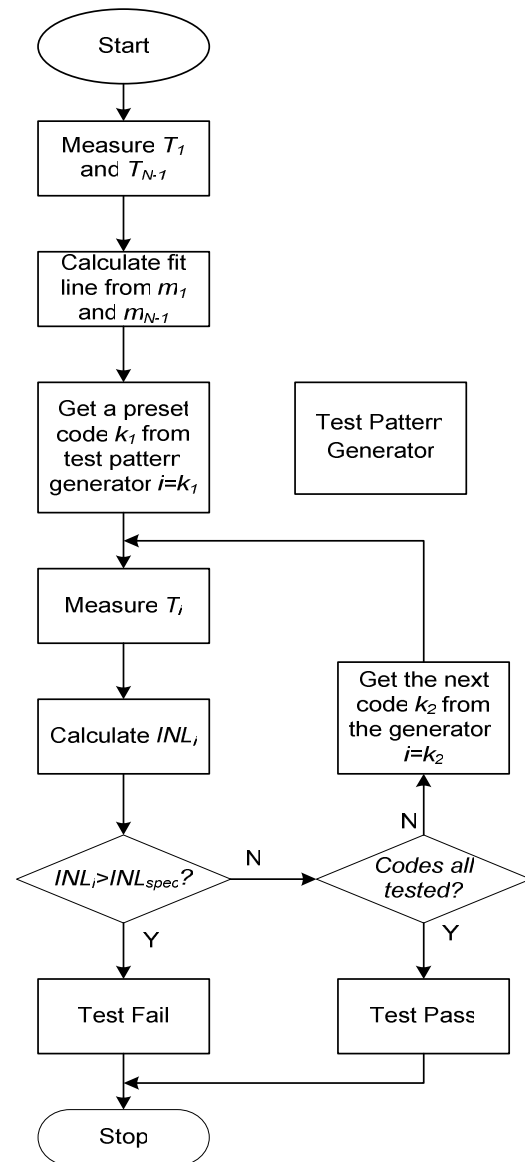 Start
Measure T1
and TN-1
Calculate fit
line from m1
and mN-1
Get a preset
code k1 from
test pattern
generator i=k1
Test Pattern
Generator
Measure Ti
Calculate INLi
Get the next
code k2 from
the generator
i=k2
INLi>INLspec?
N
Codes all
tested?
N
Y
Y
Test Fail
Test Pass
Stop